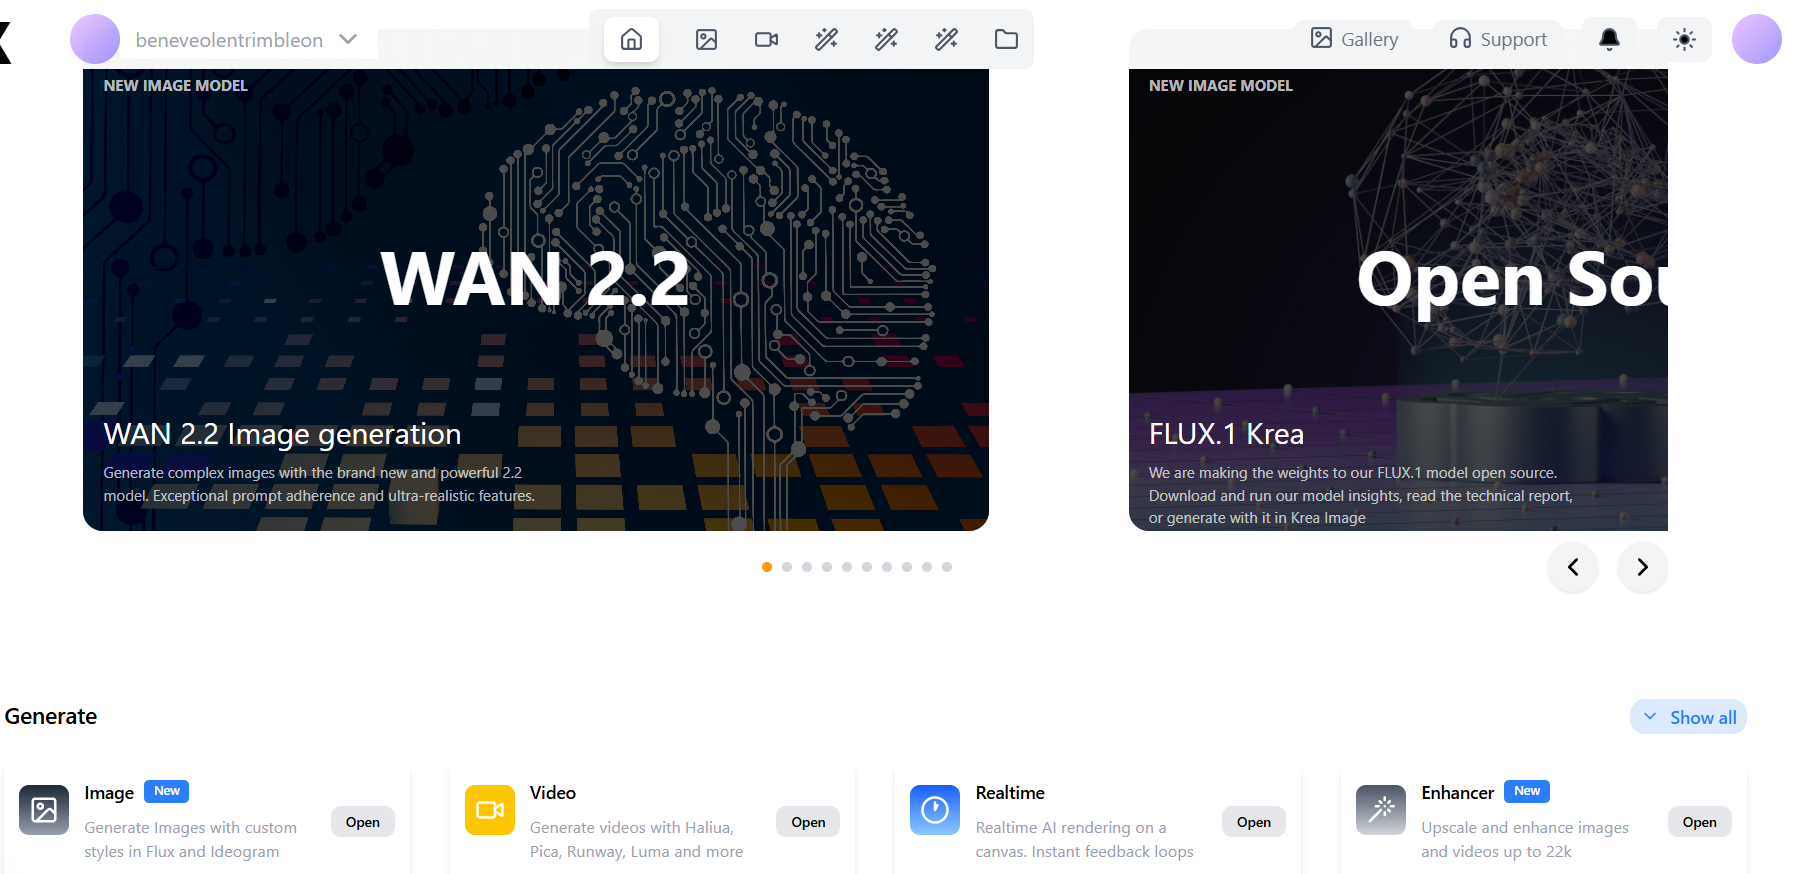 beneveolentrimbleon
Gallery
Support
NEW IMAGE MODEL
WAN 2.2
WAN 2.2 Image generation
Generate complex images with the brand new and powerful 2.2
model. Exceptional prompt adherence and ultra-realistic features.
NEW IMAGE MODEL
Open Sou
FLUX.1 Krea
We are making the weights to our FLUX.1 model open source.
Download and run our model insights, read the technical report,
or generate with it in Krea Image
Generate
Show all
Image New
Generate Images with custom
styles in Flux and Ideogram
Open
Video
Generate videos with Haliua,
Pica, Runway, Luma and more
Open
Realtime
Realtime AI rendering on a
canvas. Instant feedback loops
Open
Enhancer New
Upscale and enhance images
and videos up to 22k
Open